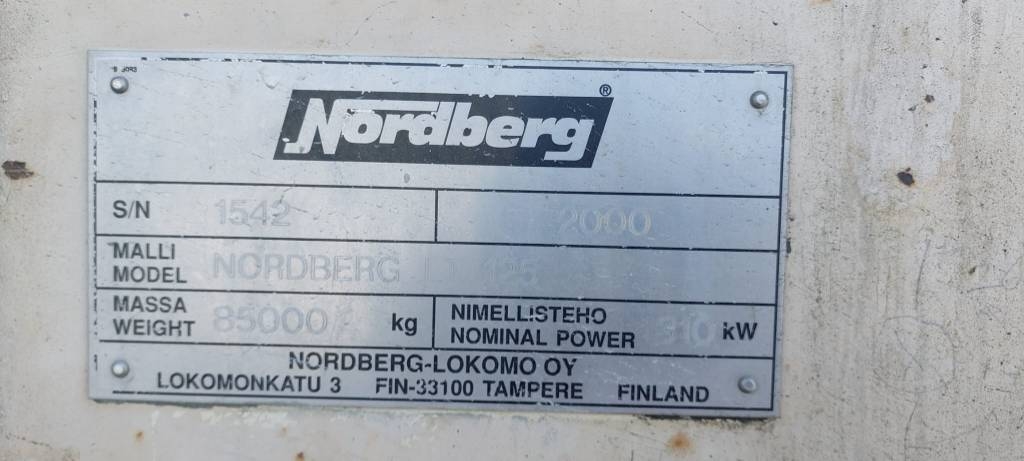 Nordberg®
S/N 1542 2000
MALLI
MODEL NORDBERG
MASSA
WEIGHT 85000 kg
NIMELLISTEHO
NOMINAL POWER 310 kW
NORDBERG-LOKOMO OY
LOKOMONKATU 3 FIN-33100 TAMPERE FINLAND